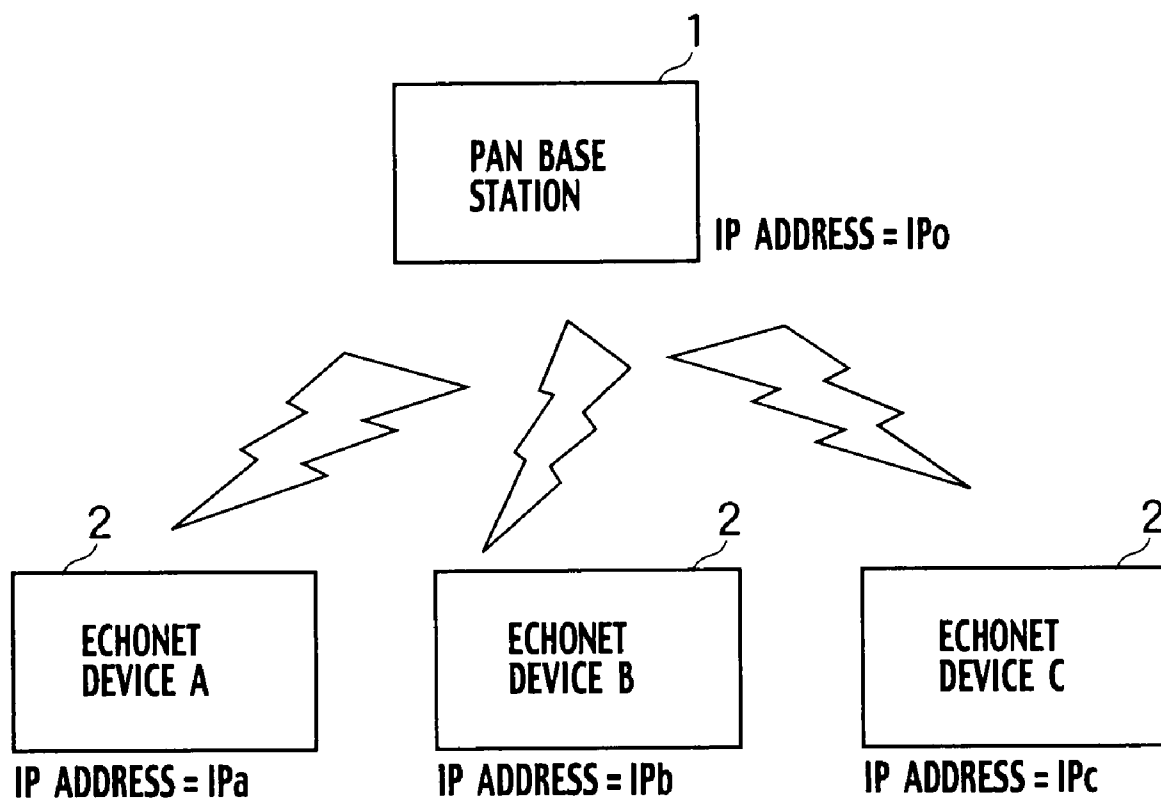 1
PAN BASE
STATION
IP ADDRESS = IPo
2
2
2
ECHONET
DEVICE A
ECHONET
DEVICE B
ECHONET
DEVICE C
IP ADDRESS = IPa
IP ADDRESS = IPb
IP ADDRESS = IPc